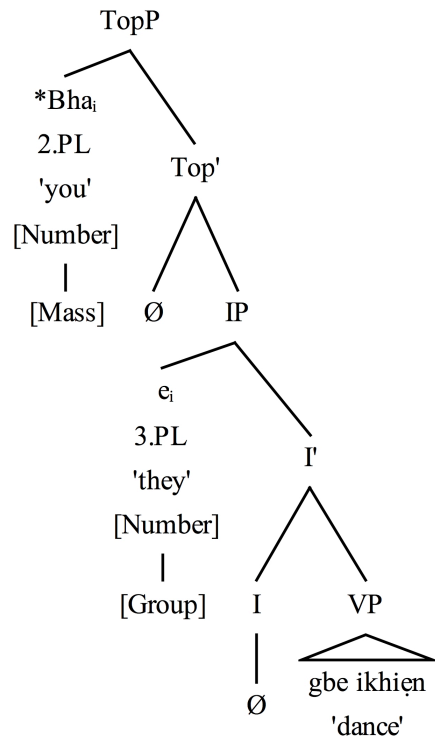 TopP
*Bhaᵢ
2.PL
'you'
[Number]
[Mass]
Top'
Ø
IP
eᵢ
3.PL
'they'
[Number]
[Group]
I'
I
Ø
VP
gbe ikhiẹn
'dance'